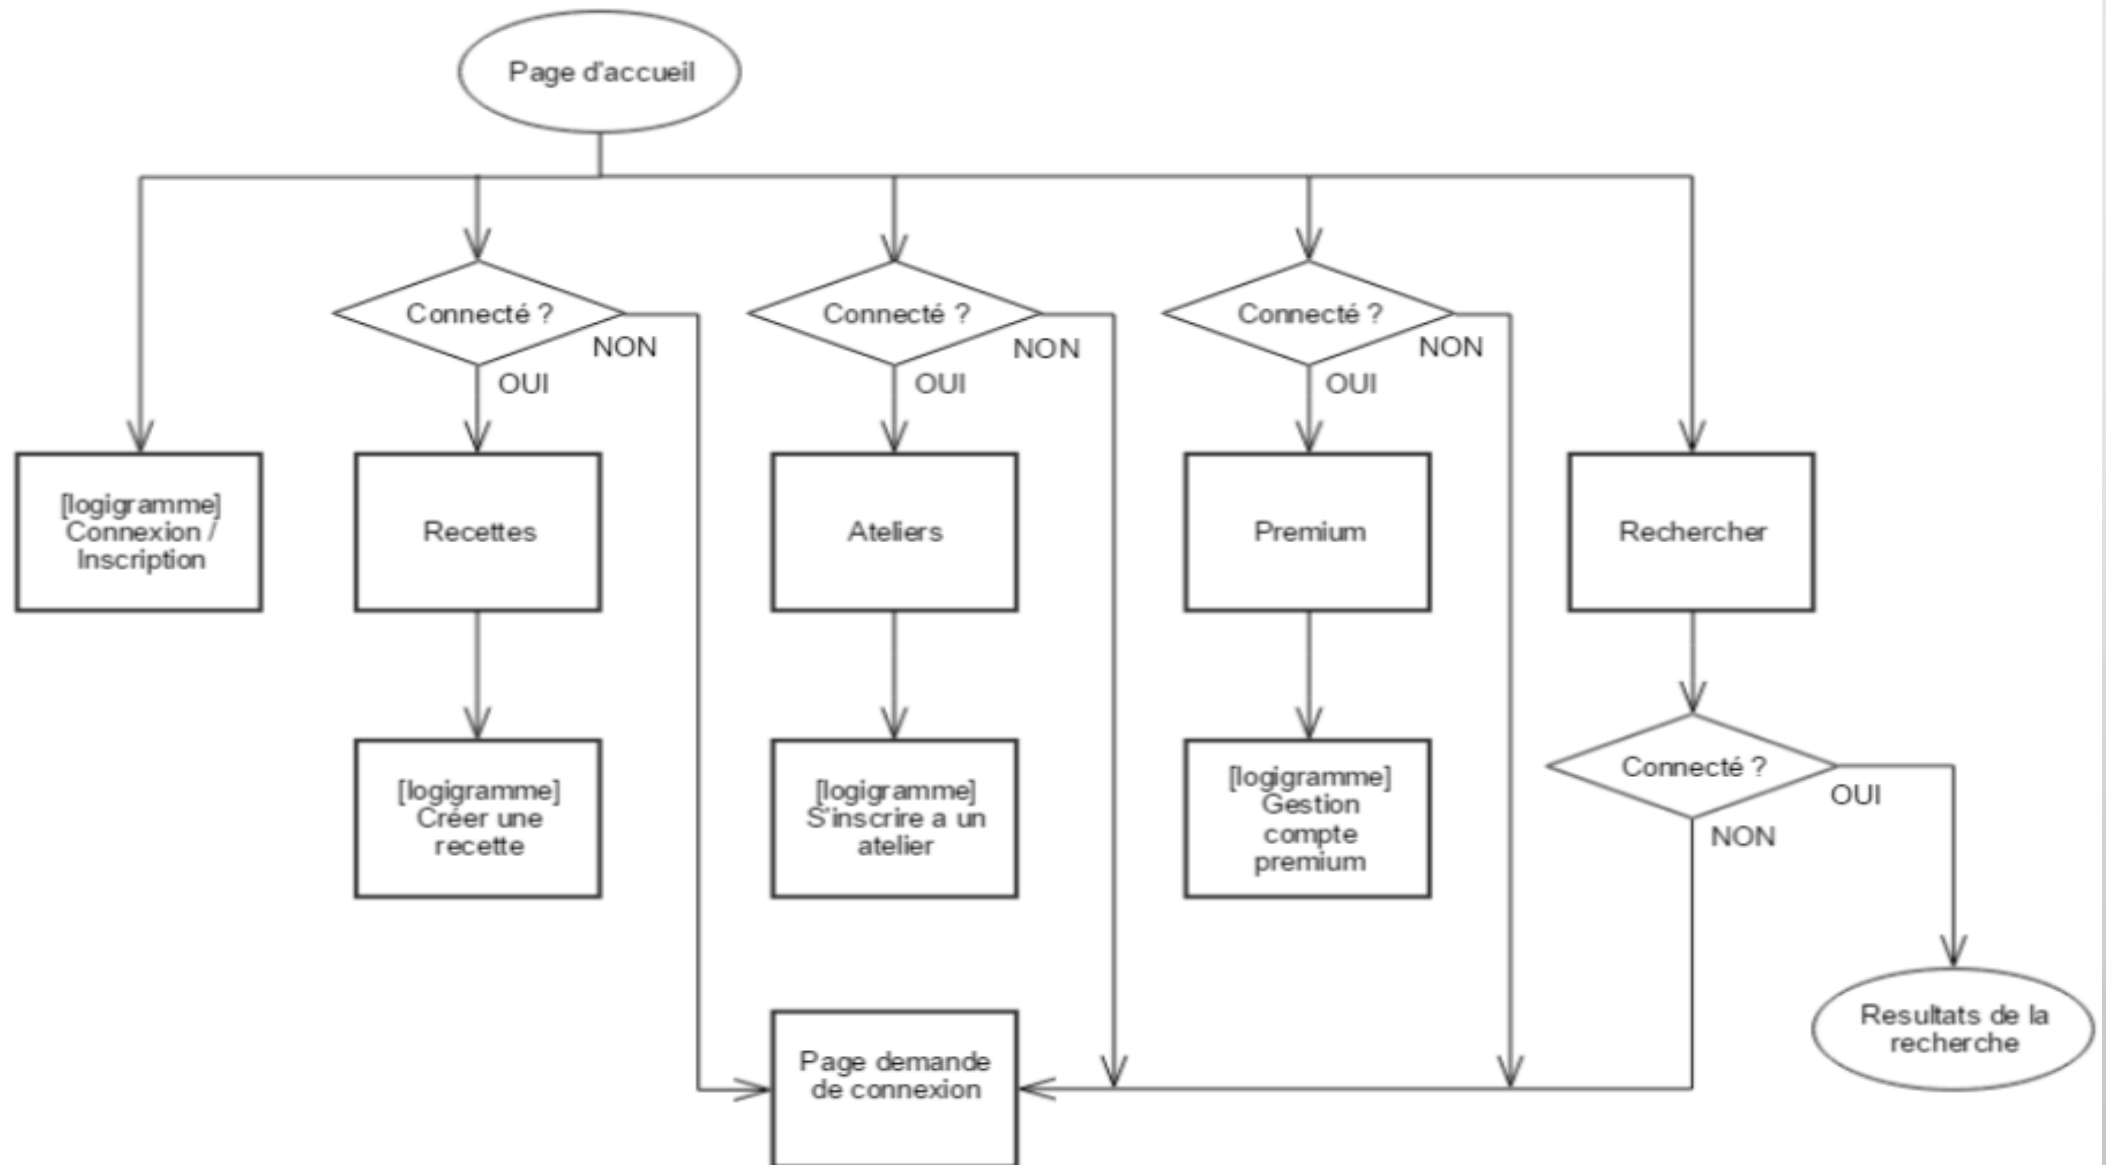 Page d'accueil
Connecté ?
NON
OUI
Connecté ?
NON
OUI
Connecté ?
NON
OUI
[logigramme]
Connexion /
Inscription
Recettes
Ateliers
Premium
Rechercher
[logigramme]
Créer une
recette
[logigramme]
S'inscrire a un
atelier
[logigramme]
Gestion
compte
premium
Connecté ?
OUI
NON
Page demande
de connexion
Resultats de la
recherche